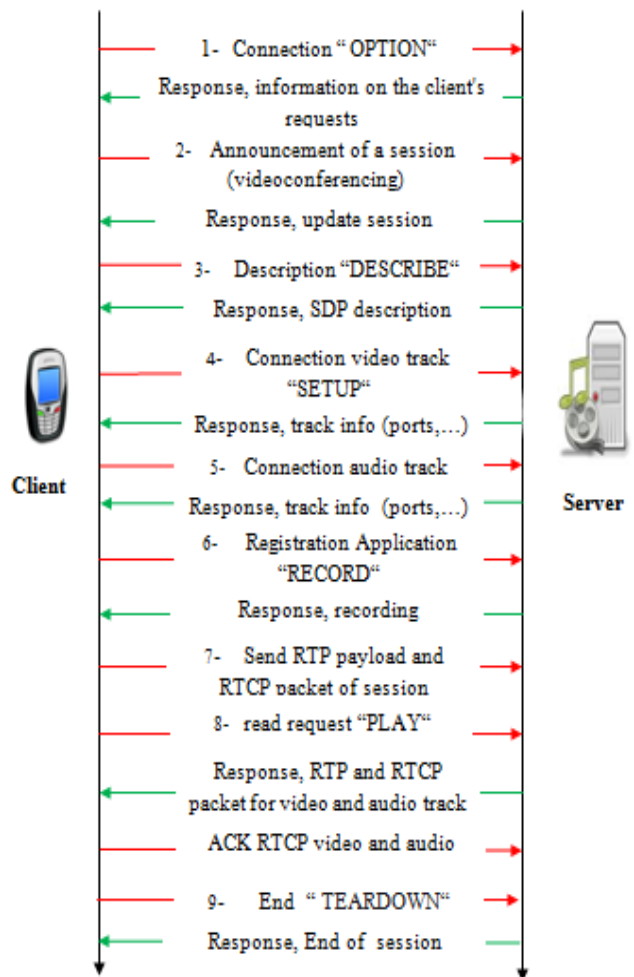 1- Connection “ OPTION“
Response, information on the client's
requests
2- Announcement of a session
(videoconferencing)
Response, update session
3- Description “DESCRIBE“
Response, SDP description
4- Connection video track
“SETUP“
Response, track info (ports,…)
5- Connection audio track
Client
Server
Response, track info (ports,…)
6- Registration Application
“RECORD“
Response, recording
7- Send RTP payload and
RTCP packet of session
8- read request “PLAY“
Response, RTP and RTCP
packet for video and audio track
ACK RTCP video and audio
9- End “ TEARDOWN“
Response, End of session